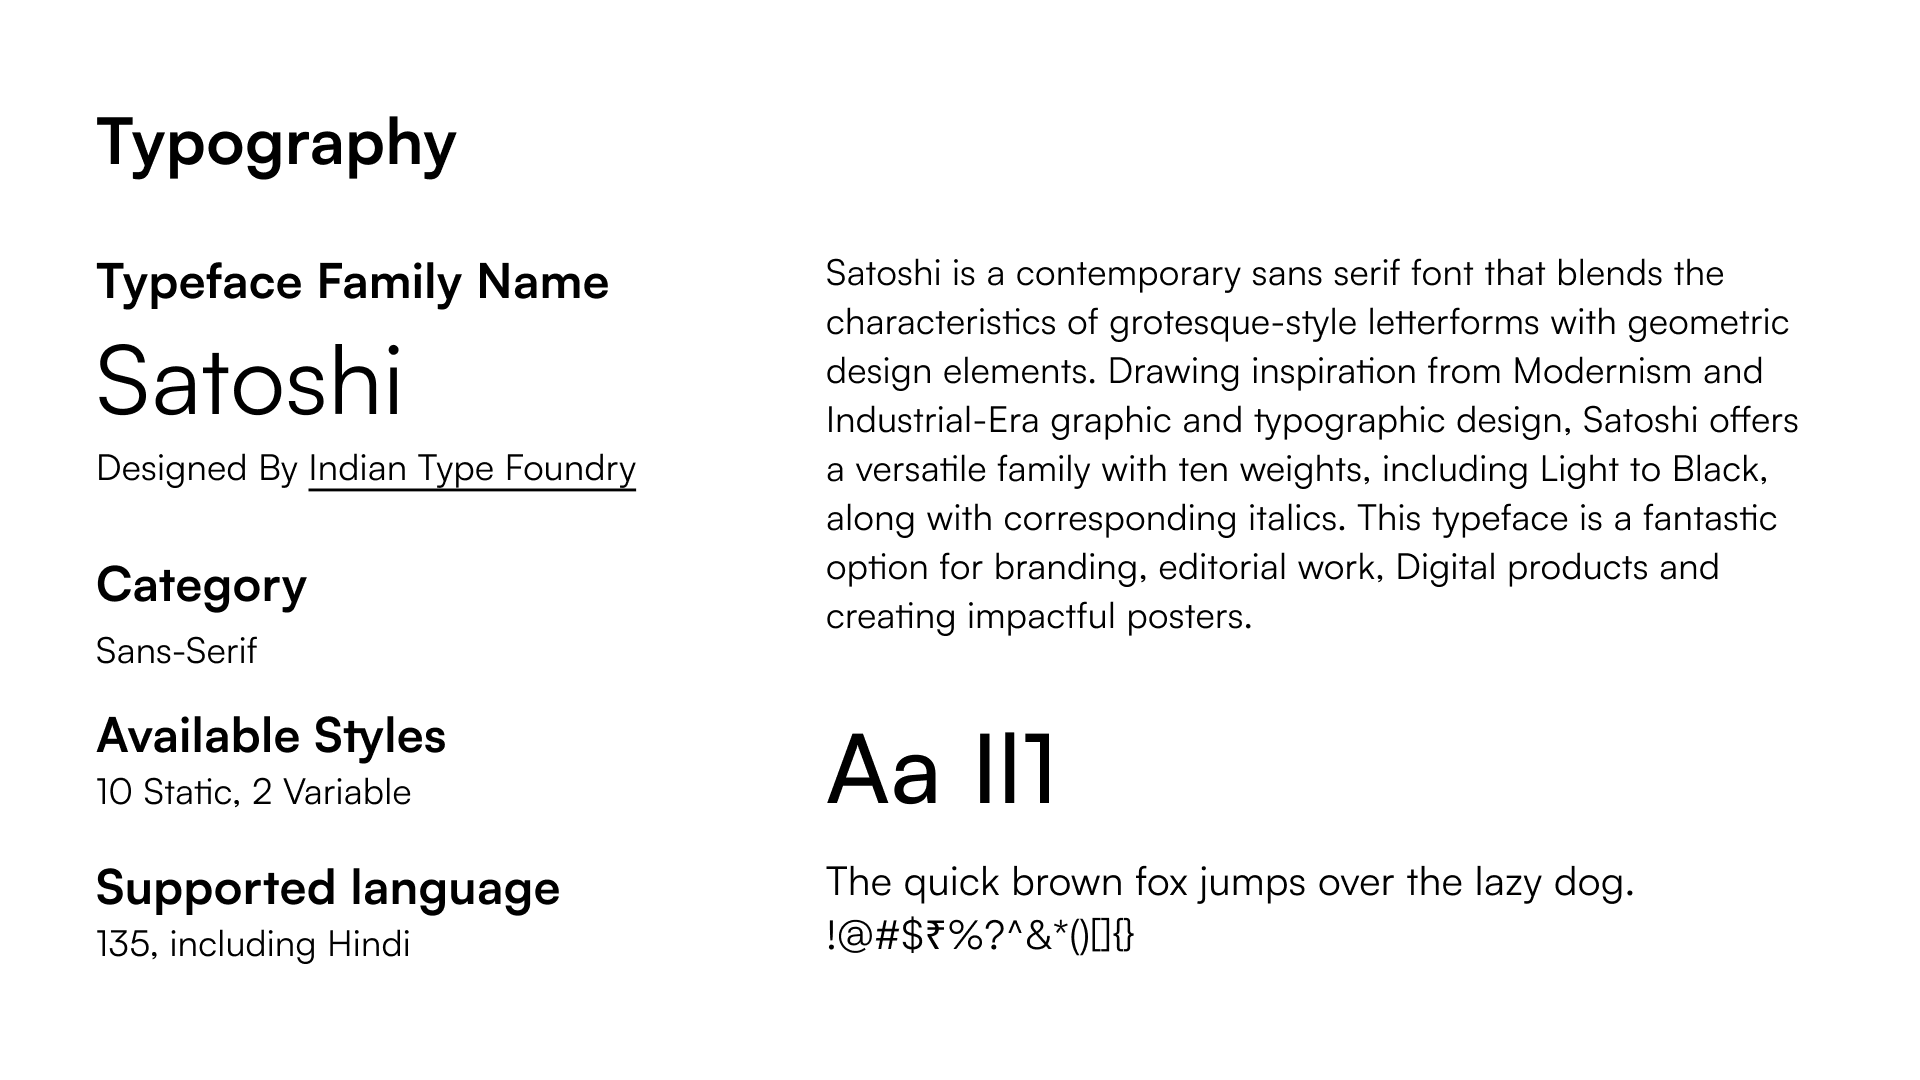 Typography
Typeface Family Name
Satoshi
Designed By Indian Type Foundry
Category
Sans-Serif
Available Styles
10 Static, 2 Variable
Supported language
135, including Hindi
Satoshi is a contemporary sans serif font that blends the
characteristics of grotesque-style letterforms with geometric
design elements. Drawing inspiration from Modernism and
Industrial-Era graphic and typographic design, Satoshi offers
a versatile family with ten weights, including Light to Black,
along with corresponding italics. This typeface is a fantastic
option for branding, editorial work, Digital products and
creating impactful posters.
Aa Il1
The quick brown fox jumps over the lazy dog.
!@#$₹%?^&*()[]{}